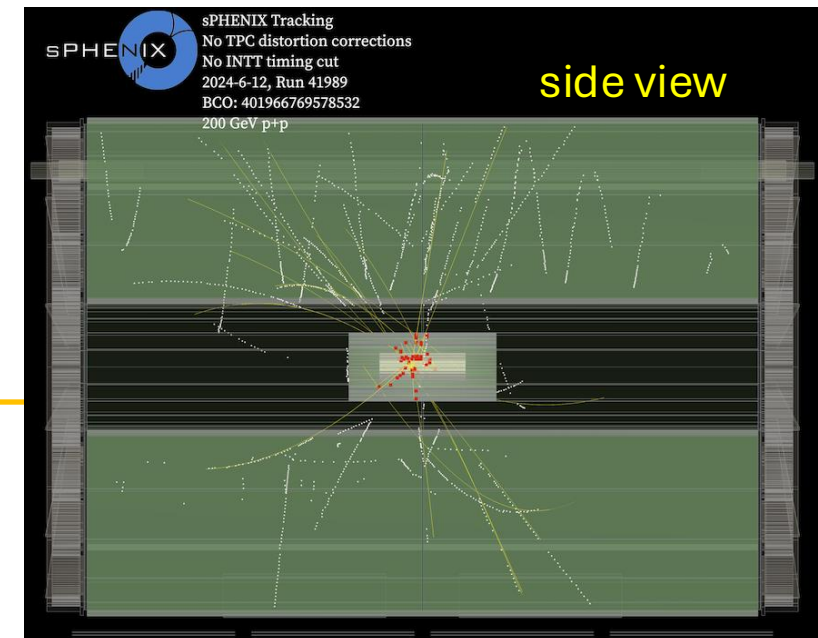 sPHENIX
sPHENIX Tracking
No TPC distortion corrections
No INTT timing cut
2024-6-12, Run 41989
BCO: 401966769578532
200 GeV p+p
side view